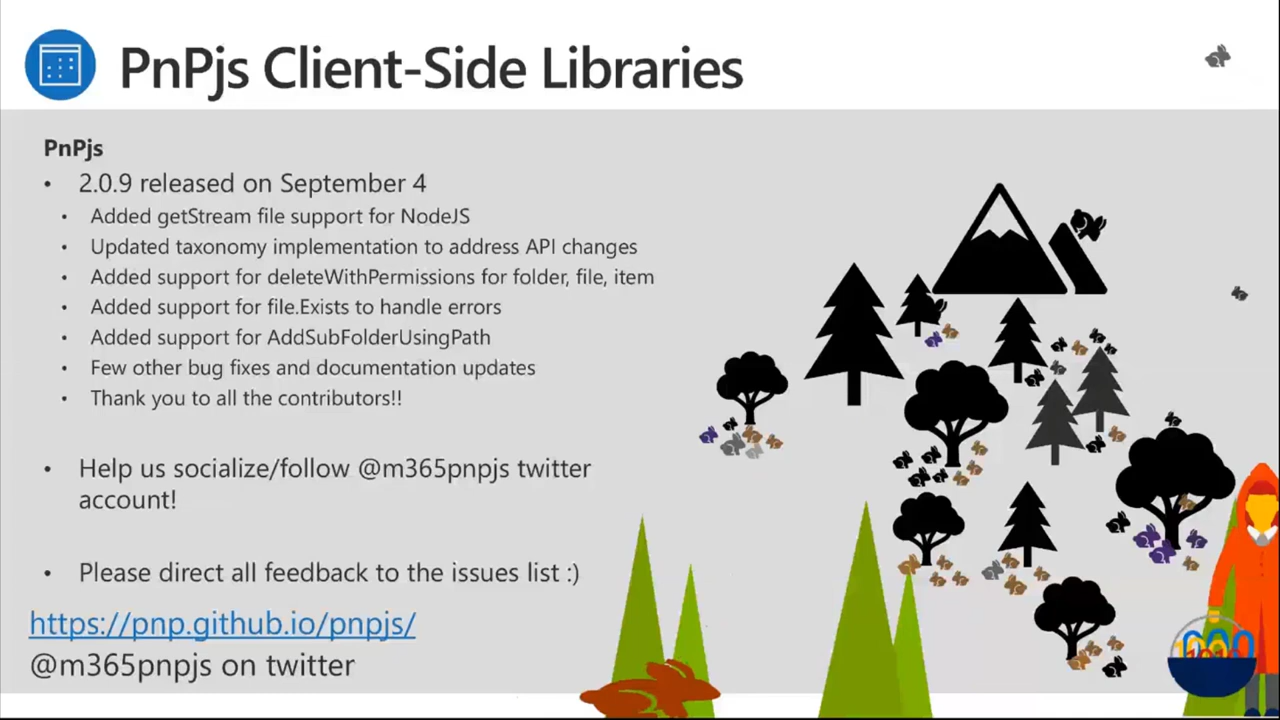 PnPjs Client-Side Libraries
PnPjs
• 2.0.9 released on September 4
• Added getStream file support for NodeJS
• Updated taxonomy implementation to address API changes
• Added support for deleteWithPermissions for folder, file, item
• Added support for file.Exists to handle errors
• Added support for AddSubFolderUsingPath
• Few other bug fixes and documentation updates
• Thank you to all the contributors!!
• Help us socialize/follow @m365pnpjs twitter
account!
• Please direct all feedback to the issues list :)
https://pnp.github.io/pnpjs/
@m365pnpjs on twitter